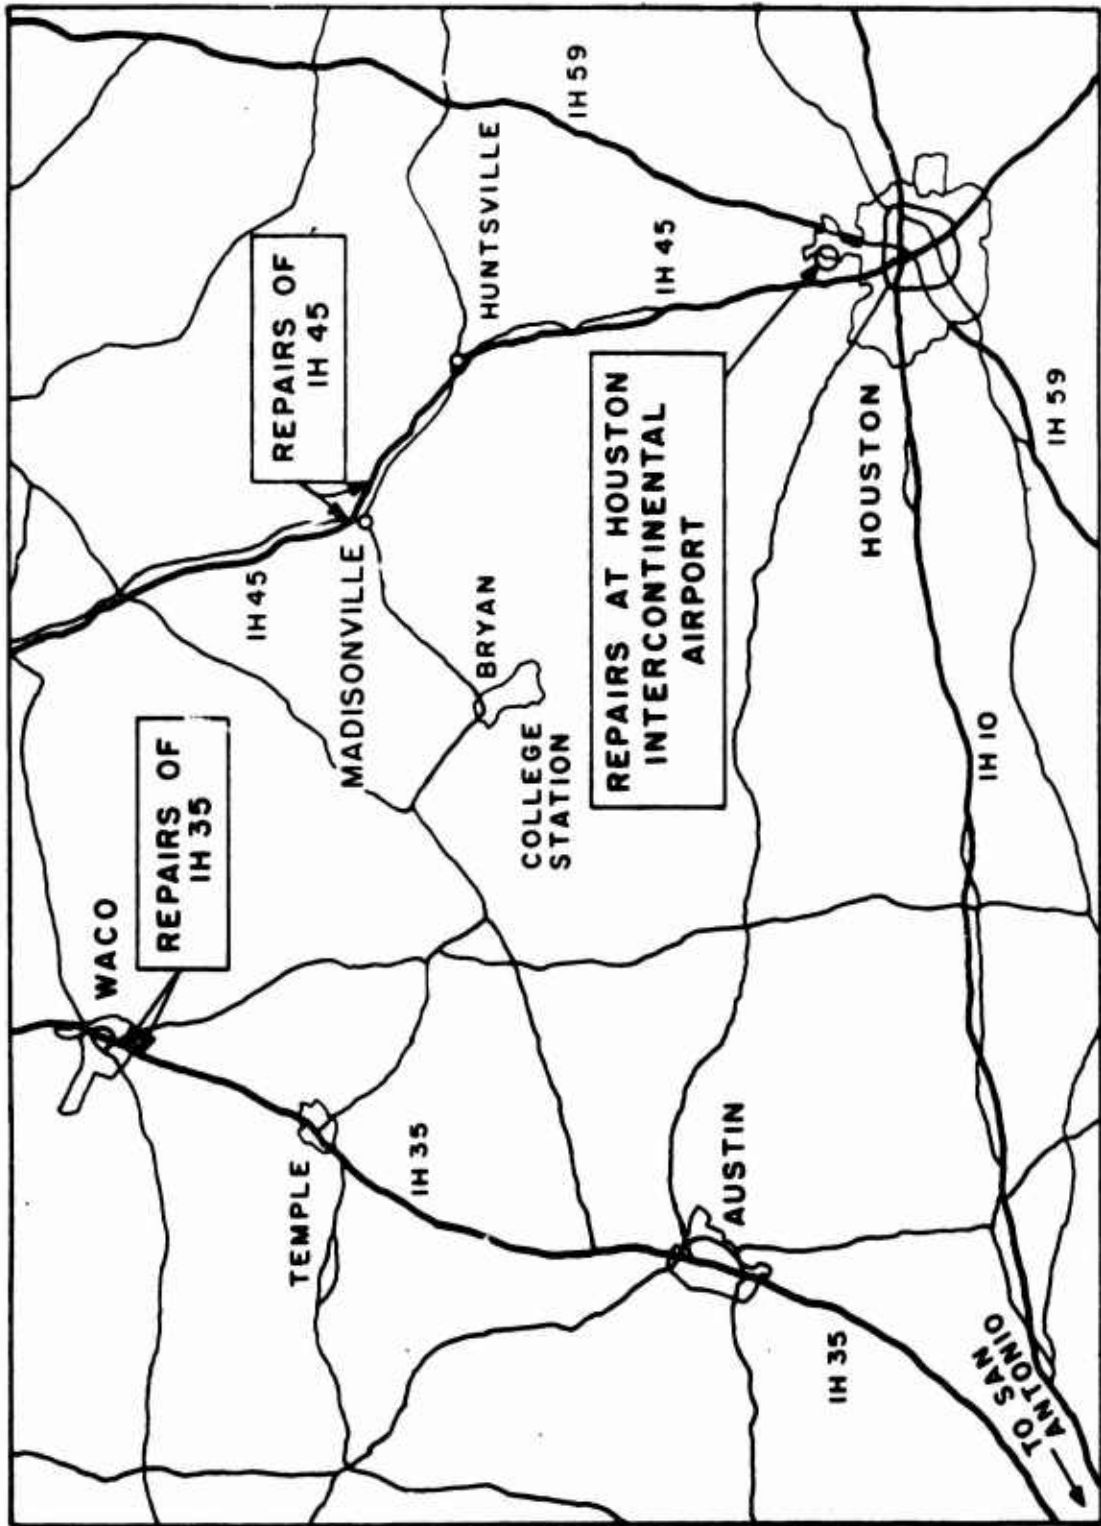 WACO
REPAIRS OF
IH 35
TEMPLE
IH 35
AUSTIN
IH 35
TO SAN
ANTONIO
IH 45
MADISONVILLE
REPAIRS OF
IH 45
HUNTSVILLE
IH 59
BRYAN
COLLEGE
STATION
IH 45
REPAIRS AT HOUSTON
INTERCONTINENTAL
AIRPORT
HOUSTON
IH 10
IH 59